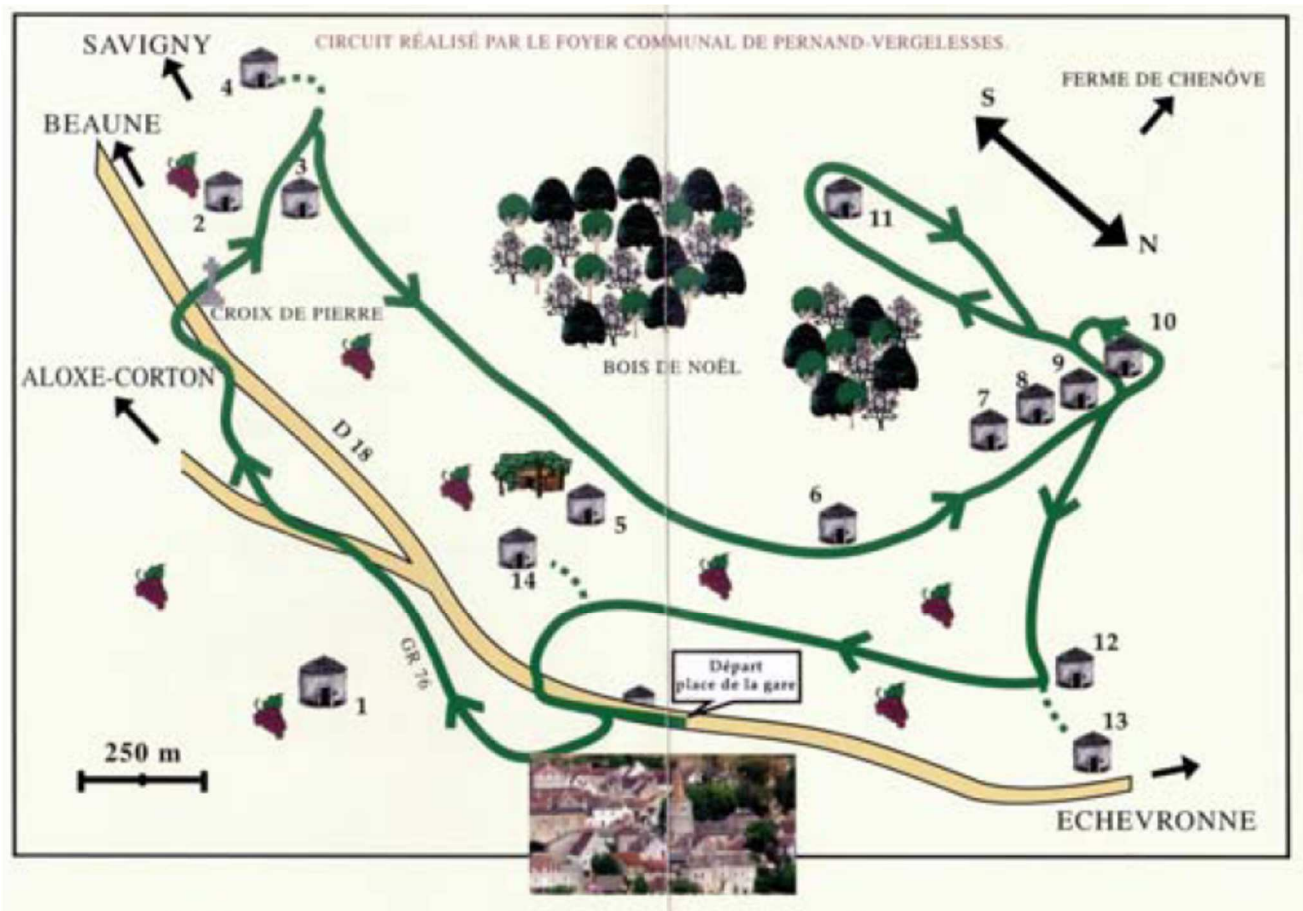 CIRCUIT RÉALISÉ PAR LE FOYER COMMUNAL DE PERNAND-VERGELESSES.
SAVIGNY
4
S
FERME DE CHENÔVE
BEAUNE
3
2
11
N
CROIX DE PIERRE
10
BOIS DE NOËL
9
8
7
ALOXE-CORTON
D 18
6
5
14
GR 76
12
Départ
place de la gare
1
13
250 m
ECHEVRONNE